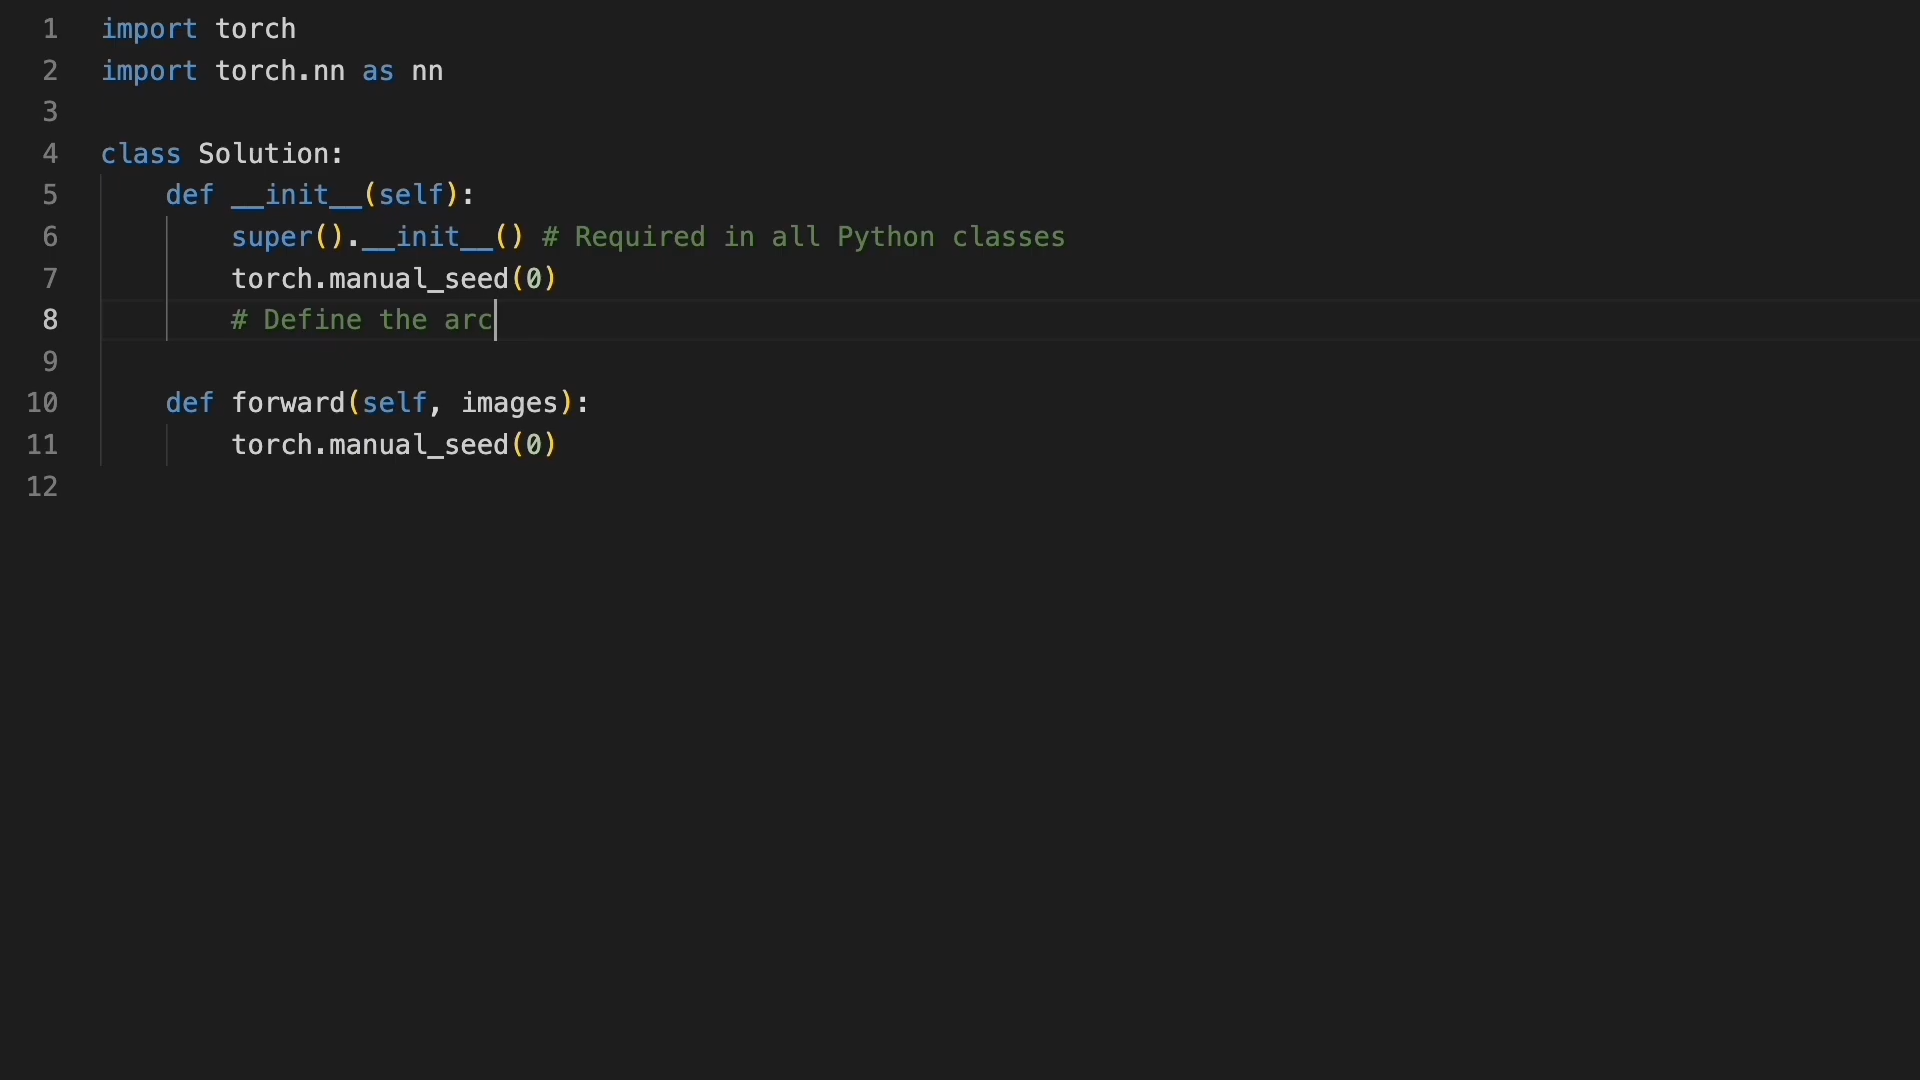 1 import torch
2 import torch.nn as nn
3
4 class Solution:
5     def __init__(self):
6         super().__init__() # Required in all Python classes
7         torch.manual_seed(0)
8         # Define the arc
9
10     def forward(self, images):
11         torch.manual_seed(0)
12